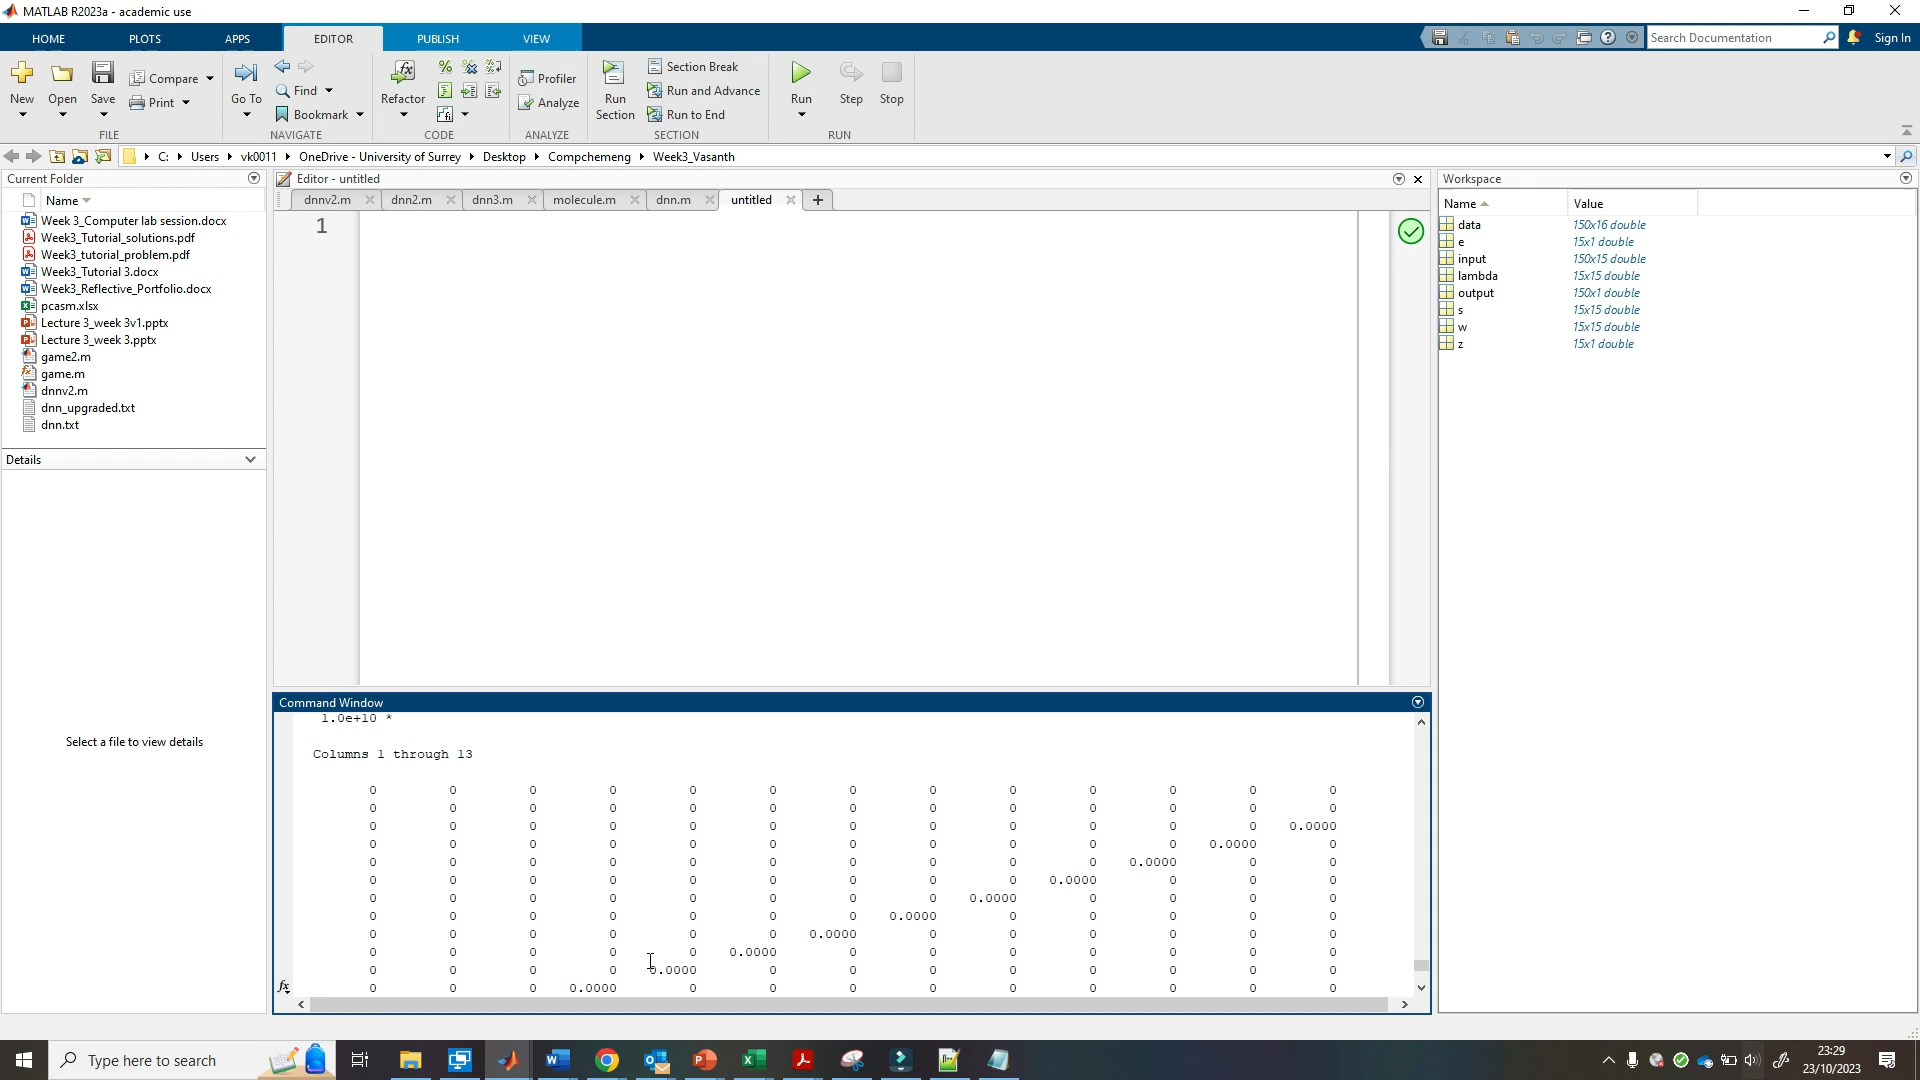 MATLAB R2023a - academic use
HOME PLOTS APPS EDITOR PUBLISH VIEW
Search Documentation
Sign In
New Open Save Compare Print
Go To Find Bookmark
Refactor
Profiler Analyze
Run Section
Section Break
Run and Advance
Run to End
Run Step Stop
FILE NAVIGATE CODE ANALYZE SECTION RUN
C: Users vk0011 OneDrive - University of Surrey Desktop Compchemeng Week3_Vasanth
Current Folder
Name
Week 3_Computer lab session.docx
Week3_Tutorial_solutions.pdf
Week3_tutorial_problem.pdf
Week3_Tutorial 3.docx
Week3_Reflective_Portfolio.docx
pcasm.xlsx
Lecture 3_week 3v1.pptx
Lecture 3_week 3.pptx
game2.m
game.m
dnnv2.m
dnn_upgraded.txt
dnn.txt
Details
Select a file to view details
Editor - untitled
dnnv2.m dnn2.m dnn3.m molecule.m dnn.m untitled
1
Command Window
1.0e+10 *
Columns 1 through 13
0 0 0 0 0 0 0 0 0 0 0 0 0
0 0 0 0 0 0 0 0 0 0 0 0 0
0 0 0 0 0 0 0 0 0 0 0 0 0.0000
0 0 0 0 0 0 0 0 0 0 0 0.0000 0
0 0 0 0 0 0 0 0 0 0 0.0000 0 0
0 0 0 0 0 0 0 0 0 0.0000 0 0 0
0 0 0 0 0 0 0 0 0.0000 0 0 0 0
0 0 0 0 0 0 0 0.0000 0 0 0 0 0
0 0 0 0 0 0 0.0000 0 0 0 0 0 0
0 0 0 0 0 0.0000 0 0 0 0 0 0 0
0 0 0 0 0.0000 0 0 0 0 0 0 0 0
0 0 0 0.0000 0 0 0 0 0 0 0 0 0
fx
Workspace
Name Value
data 150x16 double
e 15x1 double
input 150x15 double
lambda 15x15 double
output 150x1 double
s 15x15 double
w 15x15 double
z 15x1 double
Type here to search
23:29
23/10/2023